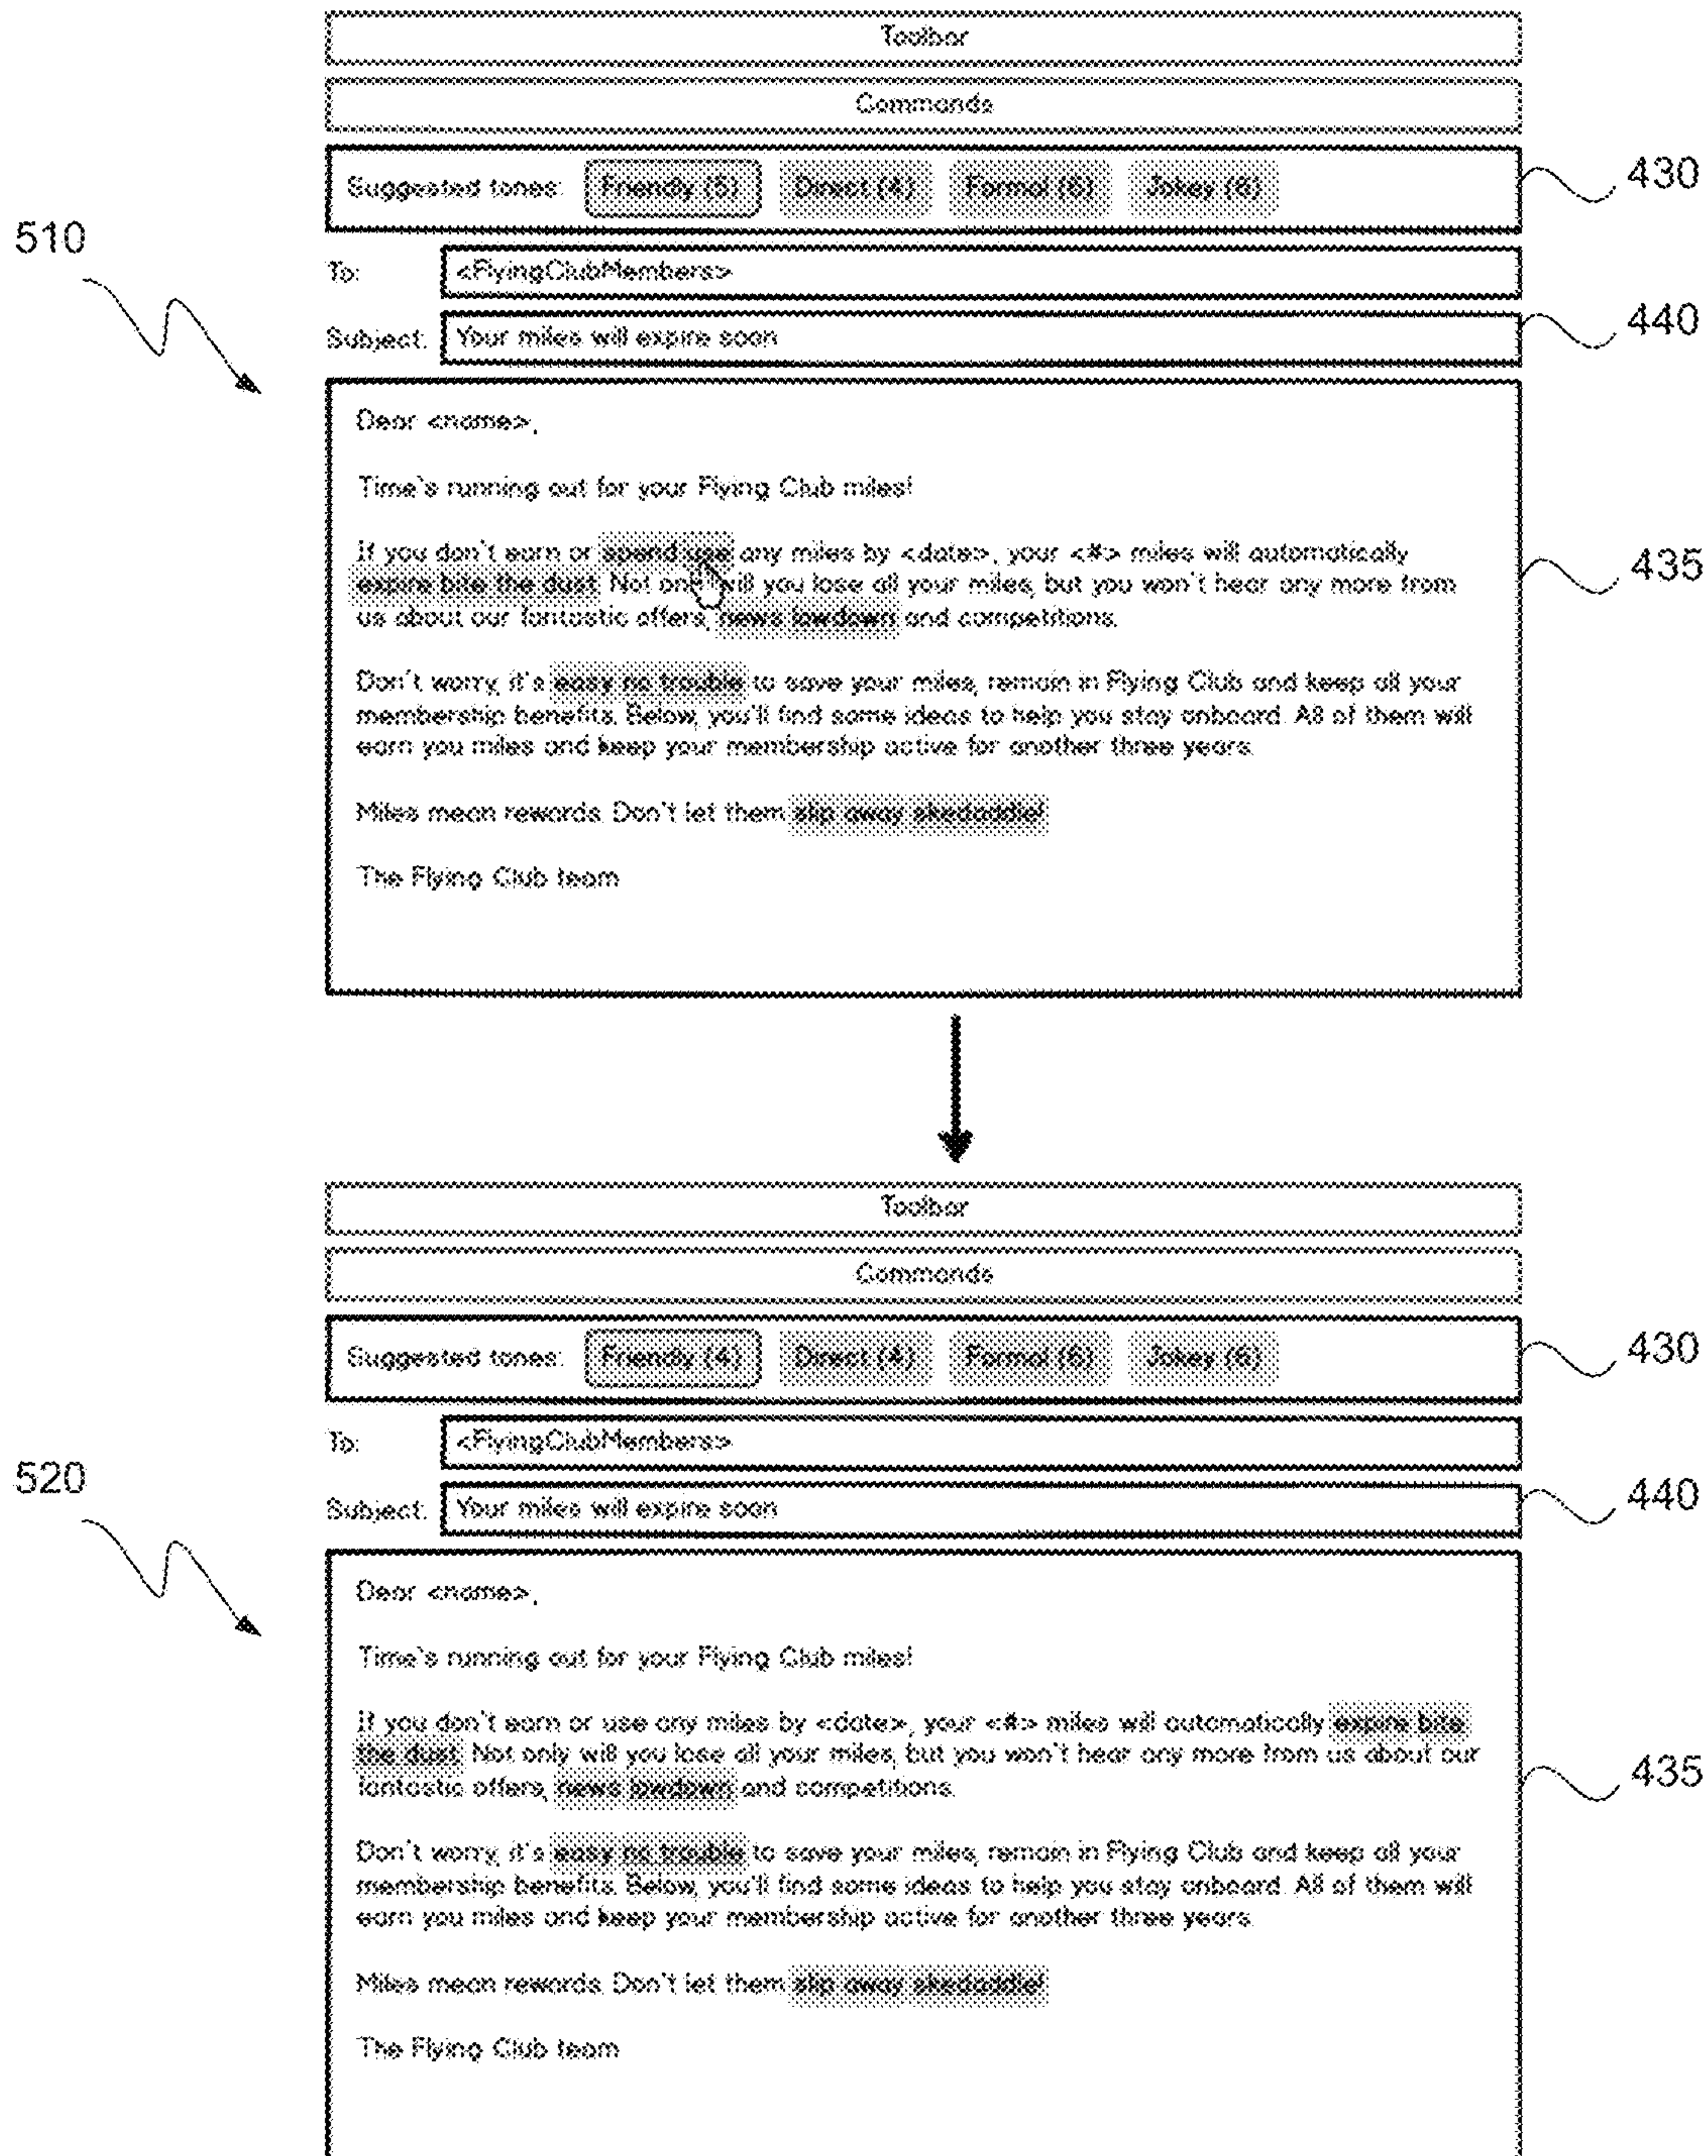 Toolbar
Commands
Suggested tones: Friendly (5) Direct (4) Formal (6) Jokey (6)
430
510
To: <FlyingClubMembers>
Subject: Your miles will expire soon
440
Dear <name>,
Time's running out for your Flying Club miles!
If you don't earn or spend use any miles by <date>, your <#> miles will automatically
expire bite the dust. Not only will you lose all your miles, but you won't hear any more from
435
us about our fantastic offers, news lowdown and competitions.
Don't worry, it's easy no trouble to save your miles, remain in Flying Club and keep all your
membership benefits. Below, you'll find some ideas to help you stay onboard. All of them will
earn you miles and keep your membership active for another three years.
Miles mean rewards. Don't let them slip away skedaddle!
The Flying Club team
Toolbar
Commands
Suggested tones: Friendly (4) Direct (4) Formal (6) Jokey (6)
430
To: <FlyingClubMembers>
520
Subject: Your miles will expire soon
440
Dear <name>,
Time's running out for your Flying Club miles!
If you don't earn or use any miles by <date>, your <#> miles will automatically expire bite
the dust. Not only will you lose all your miles, but you won't hear any more from us about our
435
fantastic offers, news lowdown and competitions.
Don't worry, it's easy no trouble to save your miles, remain in Flying Club and keep all your
membership benefits. Below, you'll find some ideas to help you stay onboard. All of them will
earn you miles and keep your membership active for another three years.
Miles mean rewards. Don't let them slip away skedaddle!
The Flying Club team